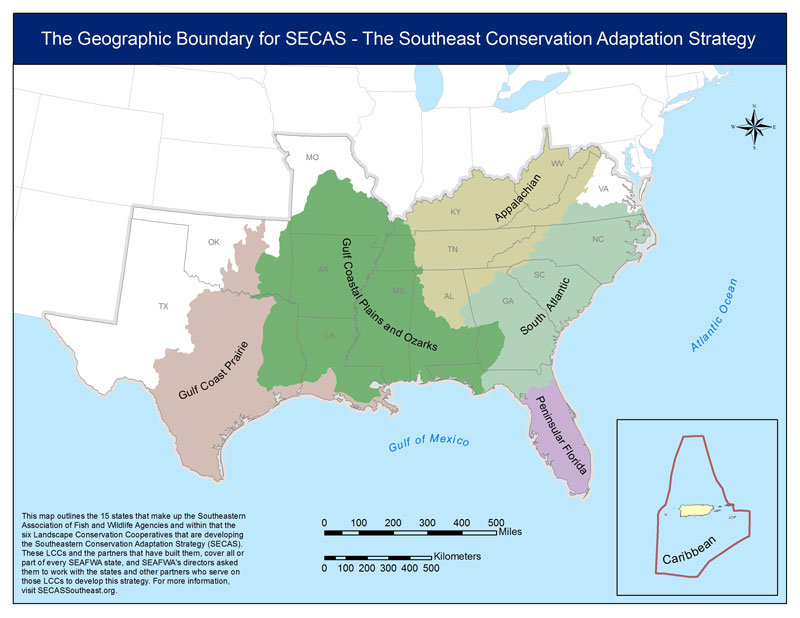 The Geographic Boundary for SECAS - The Southeast Conservation Adaptation Strategy
N
W E
S
MO
WV
VA
KY
Appalachian
OK
TN
NC
AR
SC
TX
MS
AL
GA
LA
Gulf Coastal Plains and Ozarks
South Atlantic
Atlantic Ocean
Gulf Coast Prairie
FL
Peninsular Florida
Gulf of Mexico
Caribbean
This map outlines the 15 states that make up the Southeastern
Association of Fish and Wildlife Agencies and within that the
six Landscape Conservation Cooperatives that are developing
the Southeastern Conservation Adaptation Strategy (SECAS).
These LCCs and the partners that have built them, cover all or
part of every SEAFWA state, and SEAFWA's directors asked
them to work with the states and other partners who serve on
those LCCs to develop this strategy. For more information,
visit SECASSoutheast.org.
0 100 200 300 400 500
Miles
Kilometers
0 100 200 300 400 500